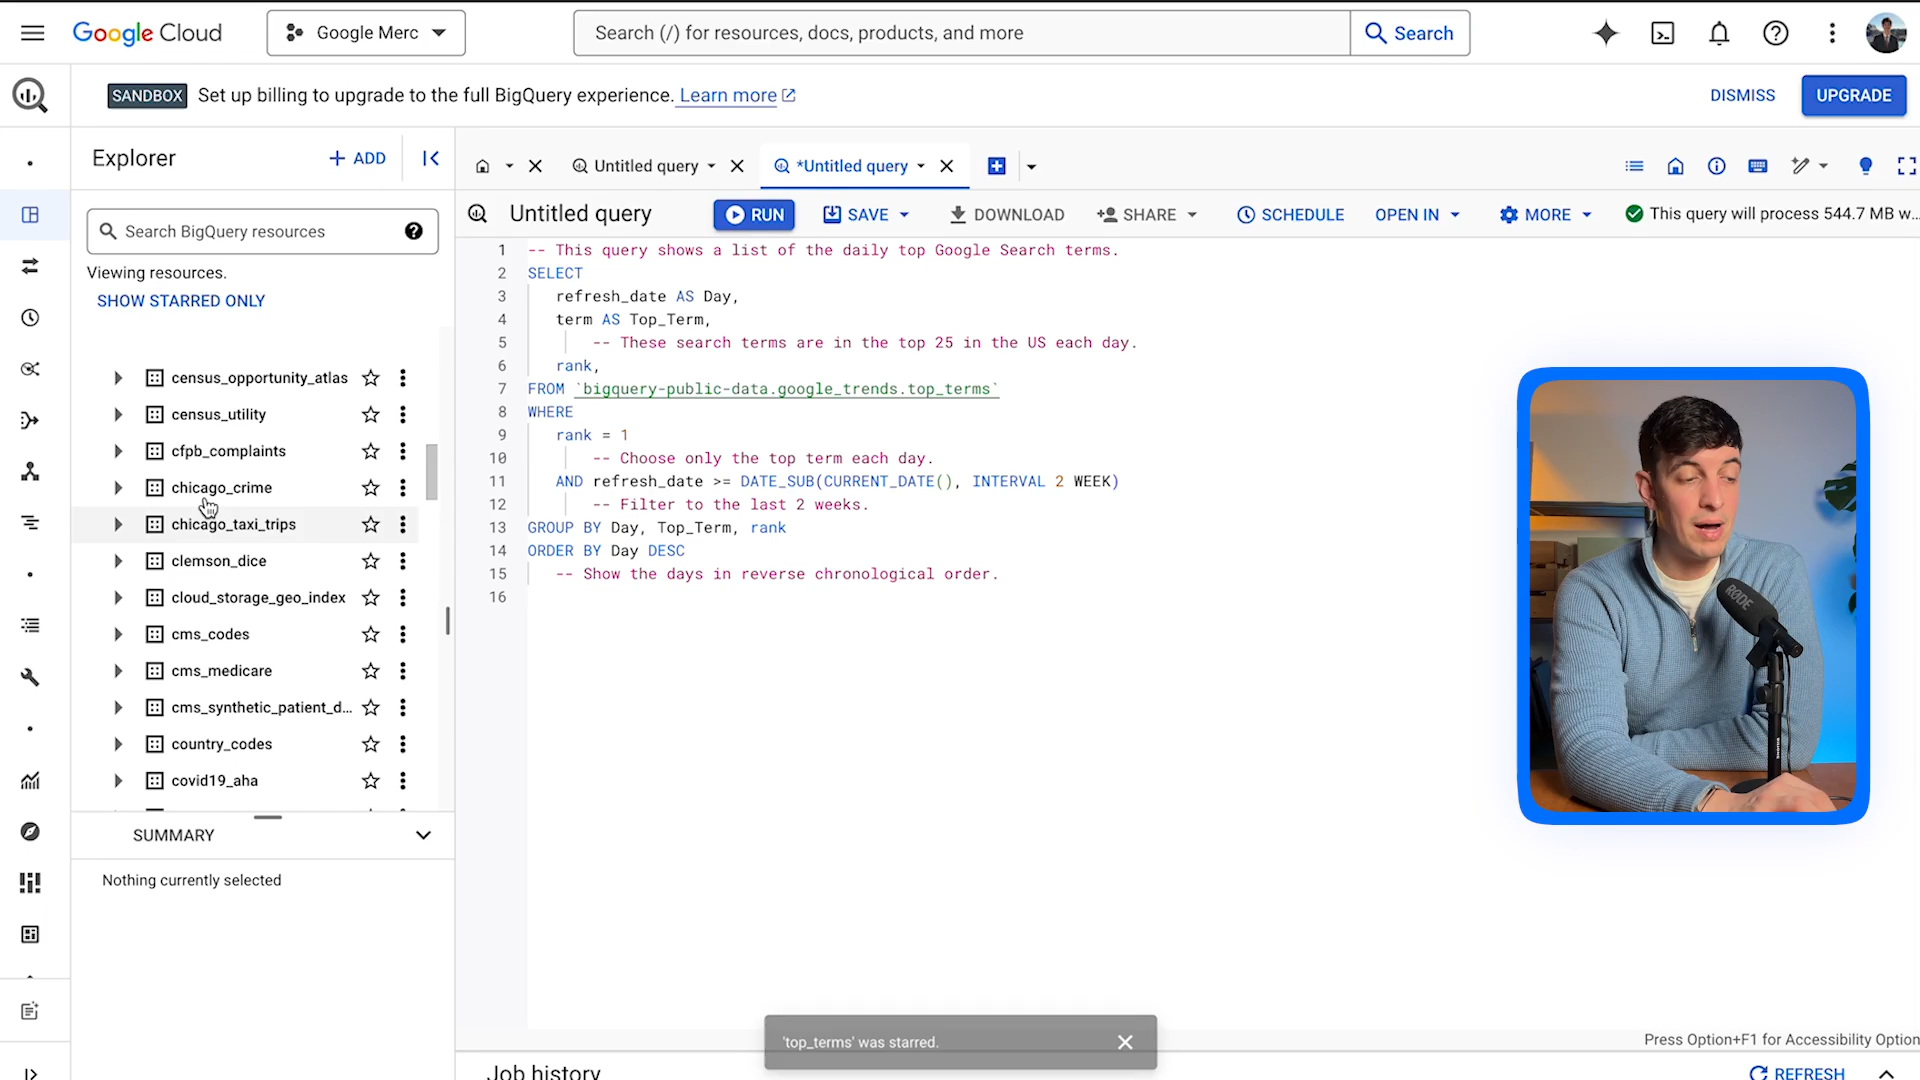 Google Cloud
Google Merc
Search (/) for resources, docs, products, and more
Search
SANDBOX Set up billing to upgrade to the full BigQuery experience. Learn more
DISMISS
UPGRADE
Explorer
+ ADD
Untitled query
*Untitled query
Search BigQuery resources
Viewing resources.
SHOW STARRED ONLY
census_opportunity_atlas
census_utility
cfpb_complaints
chicago_crime
chicago_taxi_trips
clemson_dice
cloud_storage_geo_index
cms_codes
cms_medicare
cms_synthetic_patient_d...
country_codes
covid19_aha
SUMMARY
Nothing currently selected
Untitled query
RUN
SAVE
DOWNLOAD
SHARE
SCHEDULE
OPEN IN
MORE
This query will process 544.7 MB w...
1 -- This query shows a list of the daily top Google Search terms.
2 SELECT
3 refresh_date AS Day,
4 term AS Top_Term,
5 -- These search terms are in the top 25 in the US each day.
6 rank,
7 FROM `bigquery-public-data.google_trends.top_terms`
8 WHERE
9 rank = 1
10 -- Choose only the top term each day.
11 AND refresh_date >= DATE_SUB(CURRENT_DATE(), INTERVAL 2 WEEK)
12 -- Filter to the last 2 weeks.
13 GROUP BY Day, Top_Term, rank
14 ORDER BY Day DESC
15 -- Show the days in reverse chronological order.
16
RØDE
Press Option+F1 for Accessibility Option
'top_terms' was starred.
Job history
REFRESH